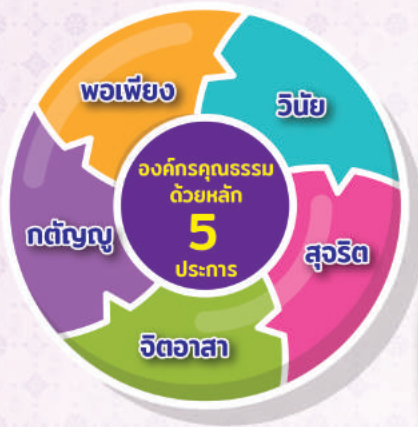 พอเพียง
วินัย
องค์กรคุณธรรม
ด้วยหลัก
5
ประการ
กตัญญู
สุจริต
จิตอาสา